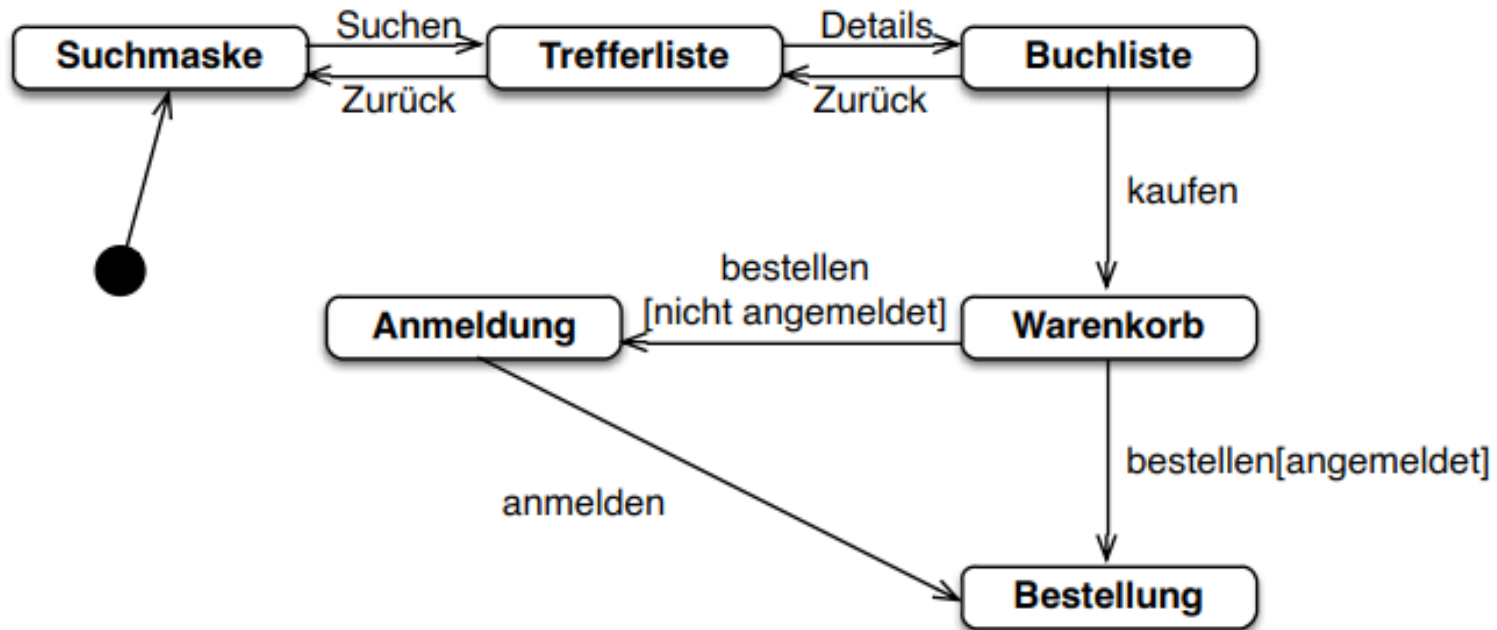 Suchen
Details
Suchmaske
Trefferliste
Buchliste
Zurück
Zurück
kaufen
bestellen
[nicht angemeldet]
Anmeldung
Warenkorb
bestellen[angemeldet]
anmelden
Bestellung